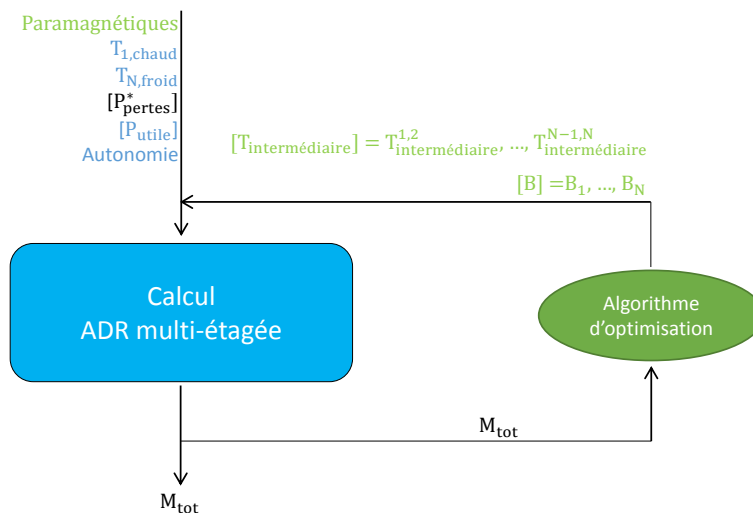 Paramagnétiques
T1,chaud
TN,froid
[P*pertes]
[Putile]
Autonomie
[Tintermédiaire] = T1,2intermédiaire, ..., TN−1,Nintermédiaire
[B] =B1, ..., BN
Calcul
ADR multi-étagée
Algorithme
d'optimisation
Mtot
Mtot